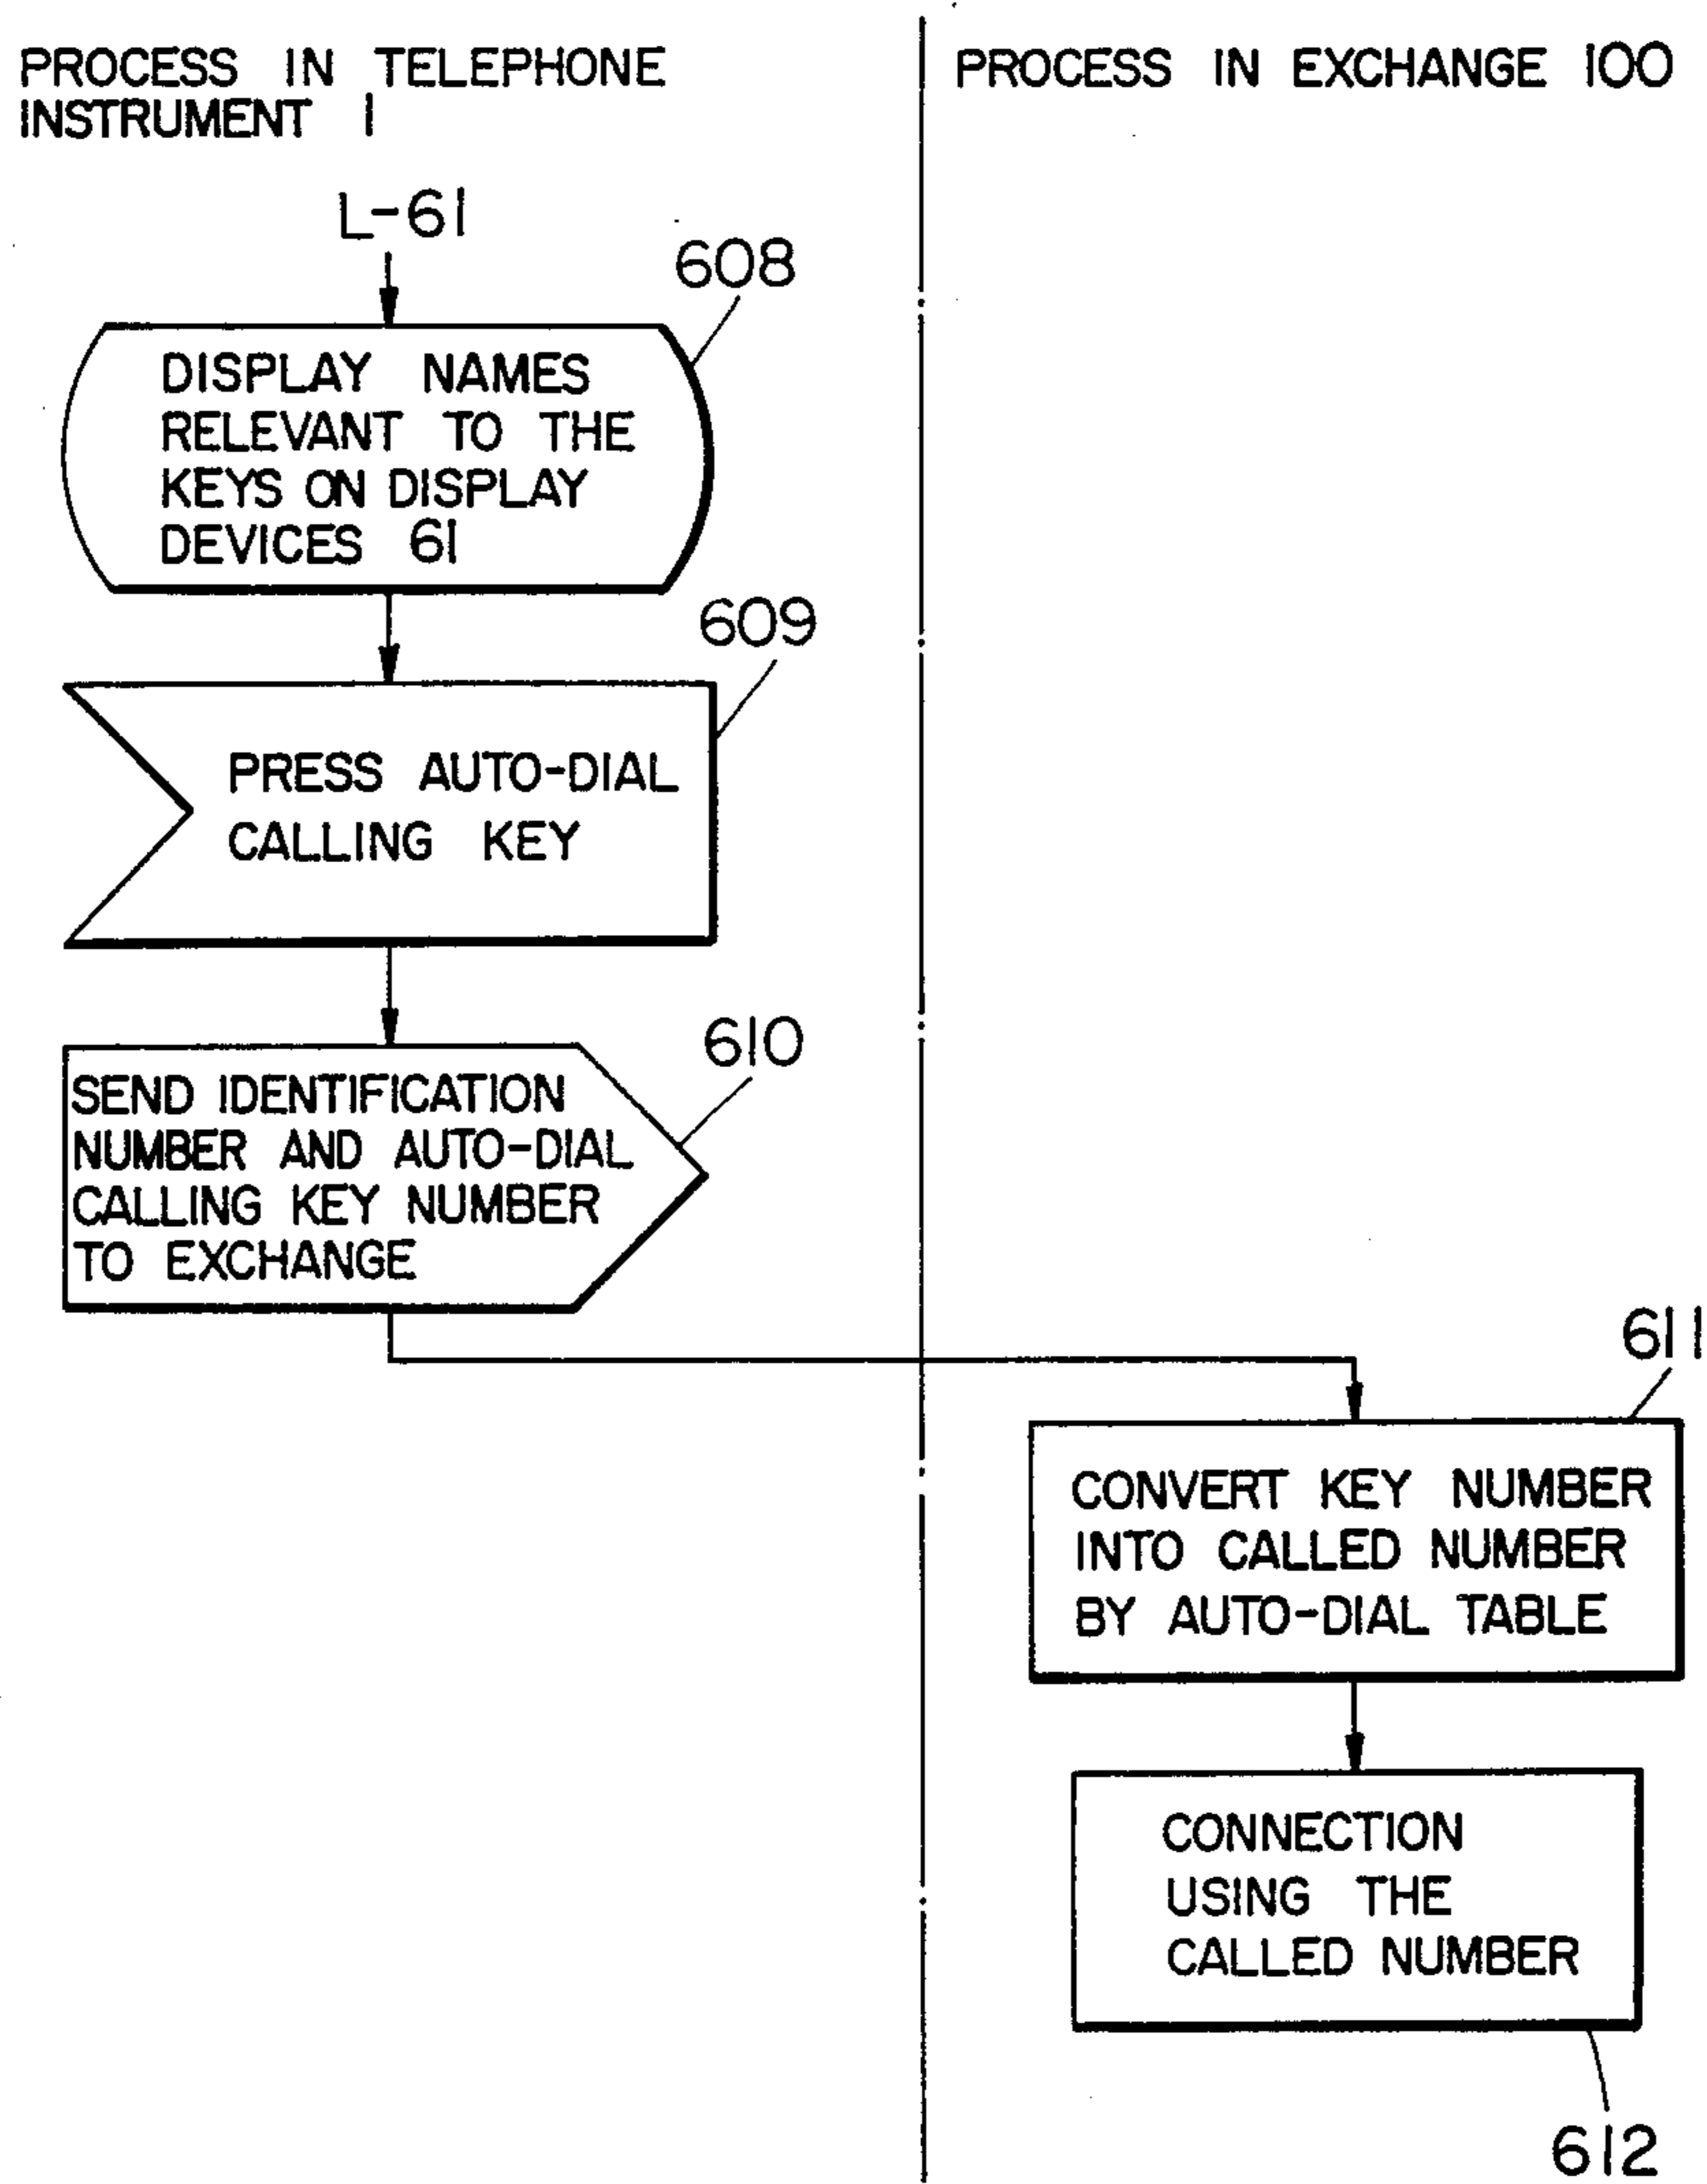 PROCESS IN TELEPHONE
INSTRUMENT 1
PROCESS IN EXCHANGE 100
L-61
608
DISPLAY NAMES
RELEVANT TO THE
KEYS ON DISPLAY
DEVICES 61
609
PRESS AUTO-DIAL
CALLING KEY
610
SEND IDENTIFICATION
NUMBER AND AUTO-DIAL
CALLING KEY NUMBER
TO EXCHANGE
611
CONVERT KEY NUMBER
INTO CALLED NUMBER
BY AUTO-DIAL TABLE
CONNECTION
USING THE
CALLED NUMBER
612